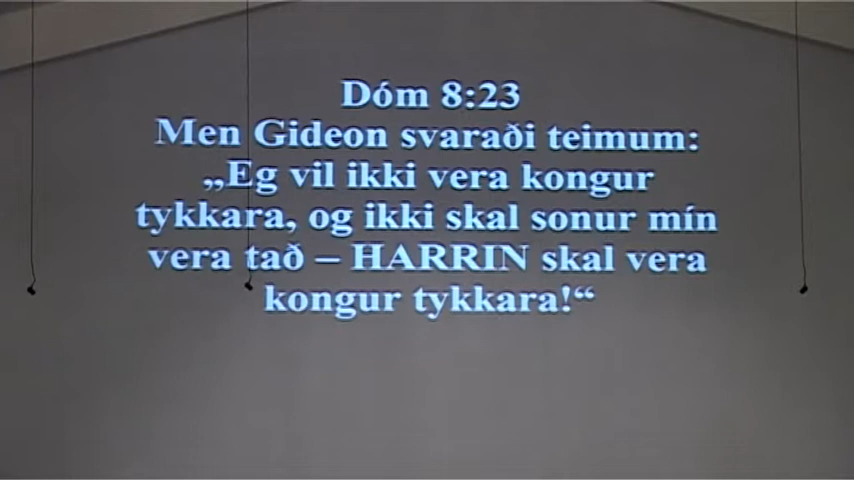 Dóm 8:23
Men Gideon svaraði teimum:
„Eg vil ikki vera kongur
tykkara, og ikki skal sonur mín
vera tað – HARRIN skal vera
kongur tykkara!“